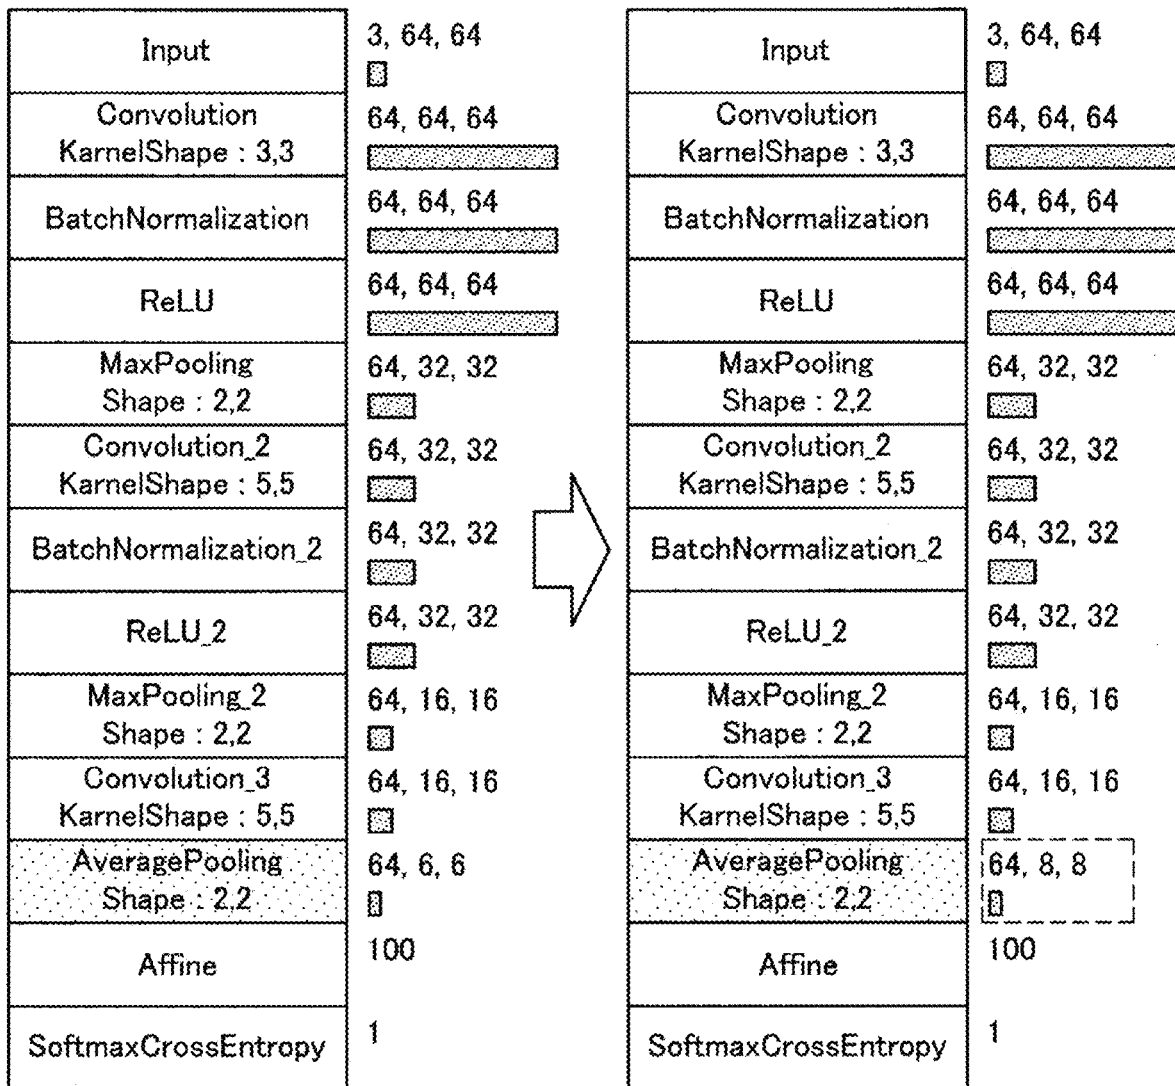 Input
3, 64, 64
Convolution
KarnelShape : 3,3
64, 64, 64
BatchNormalization
64, 64, 64
ReLU
64, 64, 64
MaxPooling
Shape : 2,2
64, 32, 32
Convolution_2
KarnelShape : 5,5
64, 32, 32
BatchNormalization_2
64, 32, 32
ReLU_2
64, 32, 32
MaxPooling_2
Shape : 2,2
64, 16, 16
Convolution_3
KarnelShape : 5,5
64, 16, 16
AveragePooling
Shape : 2,2
64, 6, 6
Affine
100
SoftmaxCrossEntropy
1
Input
3, 64, 64
Convolution
KarnelShape : 3,3
64, 64, 64
BatchNormalization
64, 64, 64
ReLU
64, 64, 64
MaxPooling
Shape : 2,2
64, 32, 32
Convolution_2
KarnelShape : 5,5
64, 32, 32
BatchNormalization_2
64, 32, 32
ReLU_2
64, 32, 32
MaxPooling_2
Shape : 2,2
64, 16, 16
Convolution_3
KarnelShape : 5,5
64, 16, 16
AveragePooling
Shape : 2,2
64, 8, 8
Affine
100
SoftmaxCrossEntropy
1